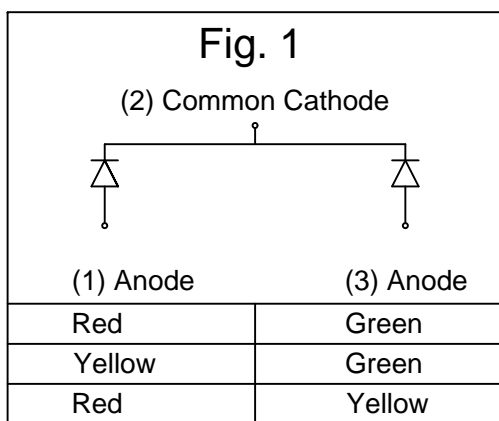 Fig. 1
(2) Common Cathode
(1) Anode (3) Anode
Red Green
Yellow Green
Red Yellow